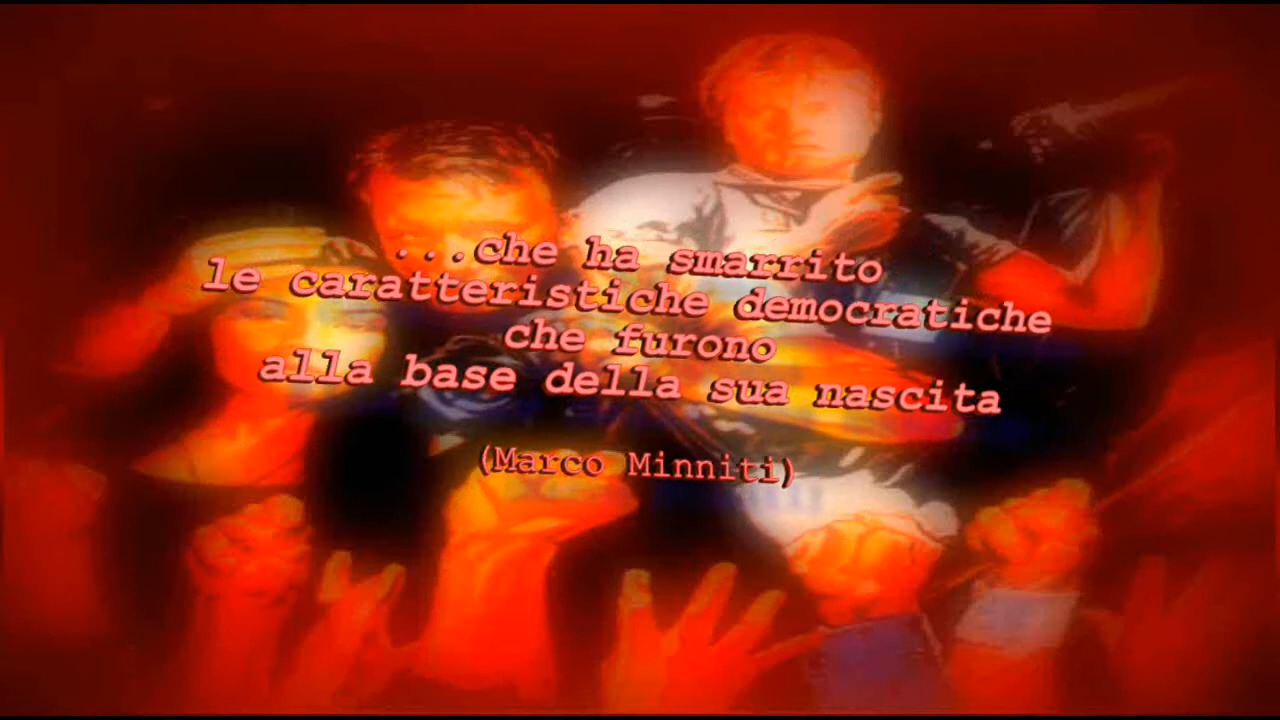 ...che ha smarrito
le caratteristiche democratiche
che furono
alla base della sua nascita
(Marco Minniti)